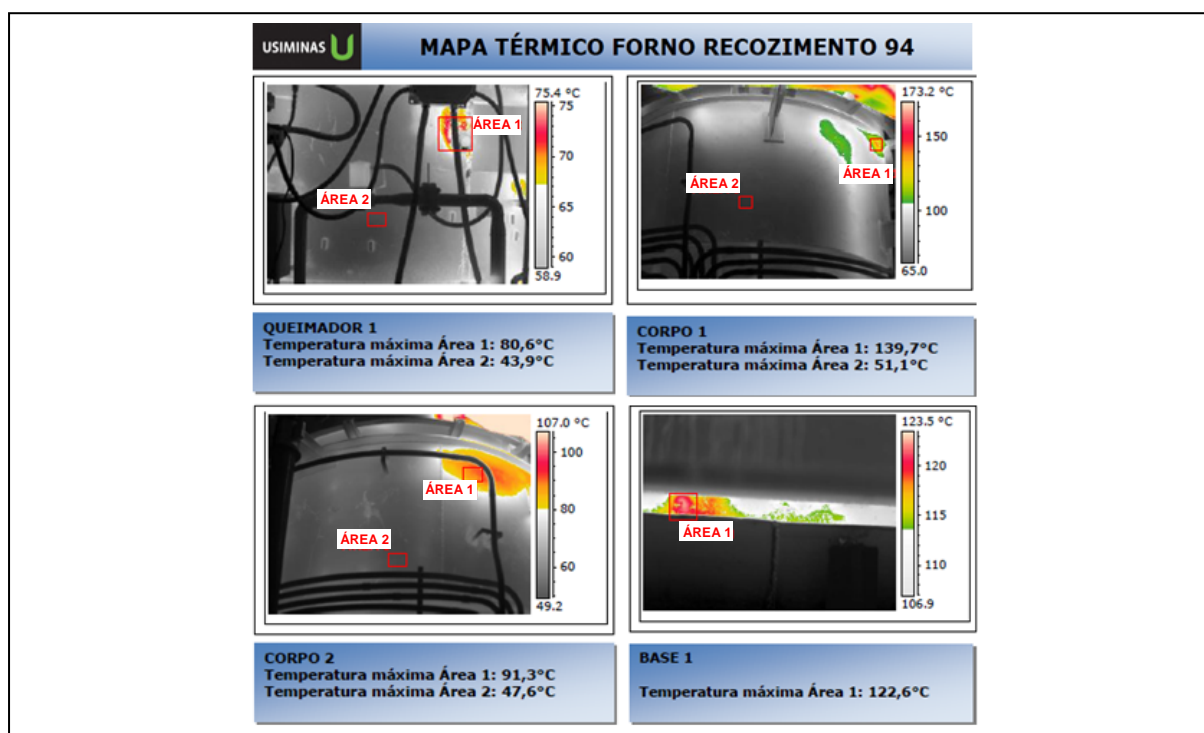 USIMINAS
MAPA TÉRMICO FORNO RECOZIMENTO 94
ÁREA 1
ÁREA 2
75.4 °C
75
70
65
60
58.9
ÁREA 1
ÁREA 2
173.2 °C
150
100
65.0
QUEIMADOR 1
Temperatura máxima Área 1: 80,6°C
Temperatura máxima Área 2: 43,9°C
CORPO 1
Temperatura máxima Área 1: 139,7°C
Temperatura máxima Área 2: 51,1°C
ÁREA 1
ÁREA 2
107.0 °C
100
80
60
49.2
ÁREA 1
123.5 °C
120
115
110
106.9
CORPO 2
Temperatura máxima Área 1: 91,3°C
Temperatura máxima Área 2: 47,6°C
BASE 1
Temperatura máxima Área 1: 122,6°C